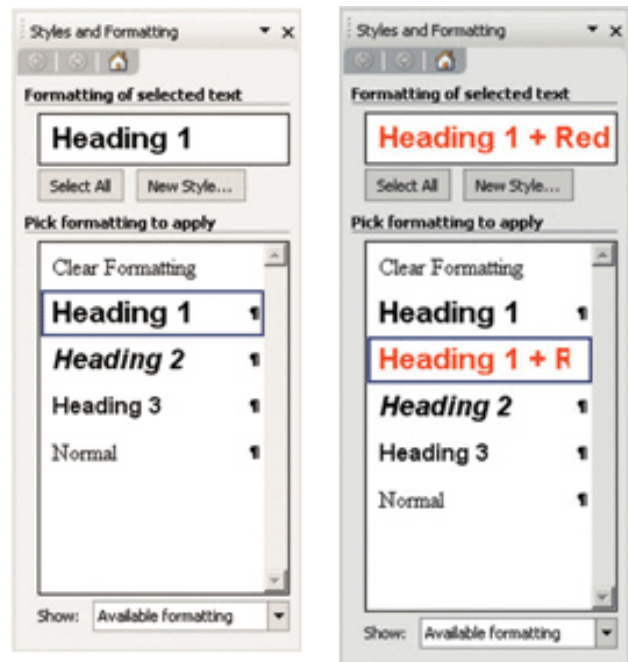 Styles and Formatting
Formatting of selected text
Heading 1
Select All New Style...
Pick formatting to apply
Clear Formatting
Heading 1 ¶
Heading 2 ¶
Heading 3 ¶
Normal ¶
Show: Available formatting
Styles and Formatting
Formatting of selected text
Heading 1 + Red
Select All New Style...
Pick formatting to apply
Clear Formatting
Heading 1 ¶
Heading 1 + R
Heading 2 ¶
Heading 3 ¶
Normal ¶
Show: Available formatting